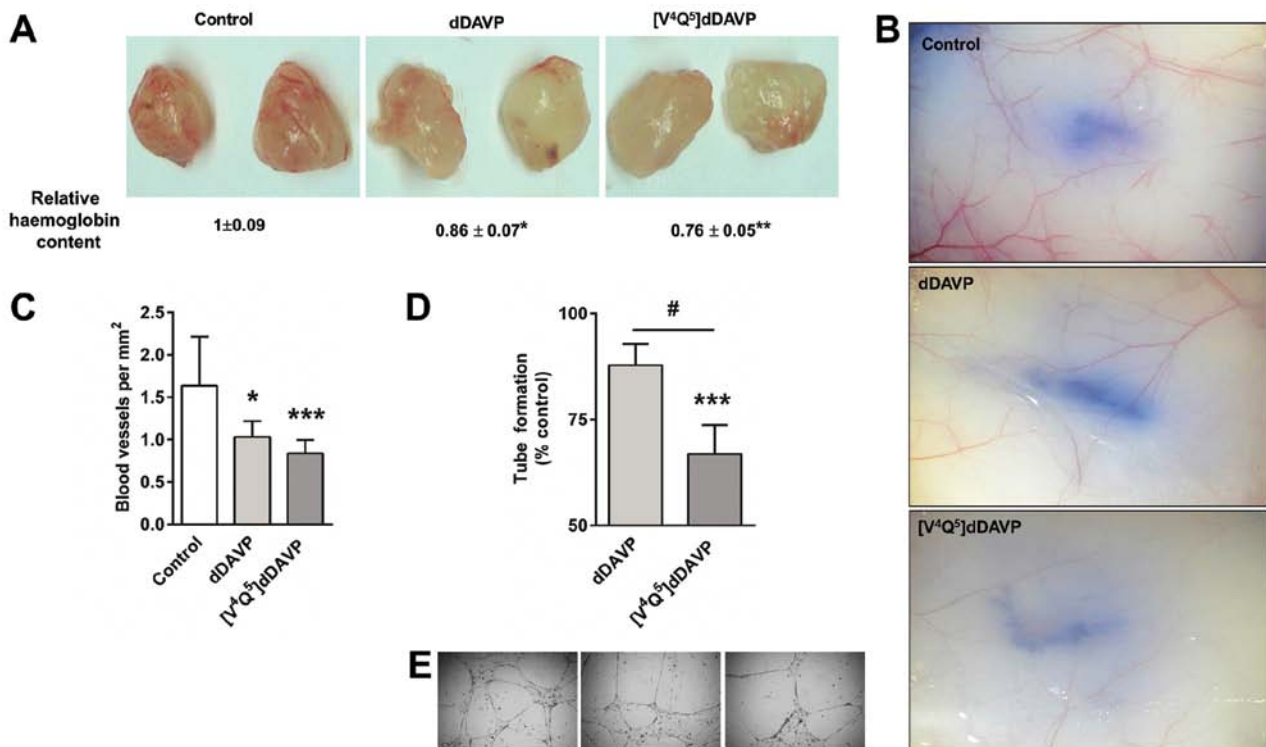 A
Control
dDAVP
[V⁴Q⁵]dDAVP
Relative
haemoglobin
content
1±0.09
0.86 ± 0.07*
0.76 ± 0.05**
B
Control
dDAVP
[V⁴Q⁵]dDAVP
C
Blood vessels per mm²
2.5
2.0
1.5
1.0
0.5
0.0
*
***
Control
dDAVP
[V⁴Q⁵]dDAVP
D
Tube formation
(% control)
100
75
50
#
***
dDAVP
[V⁴Q⁵]dDAVP
E